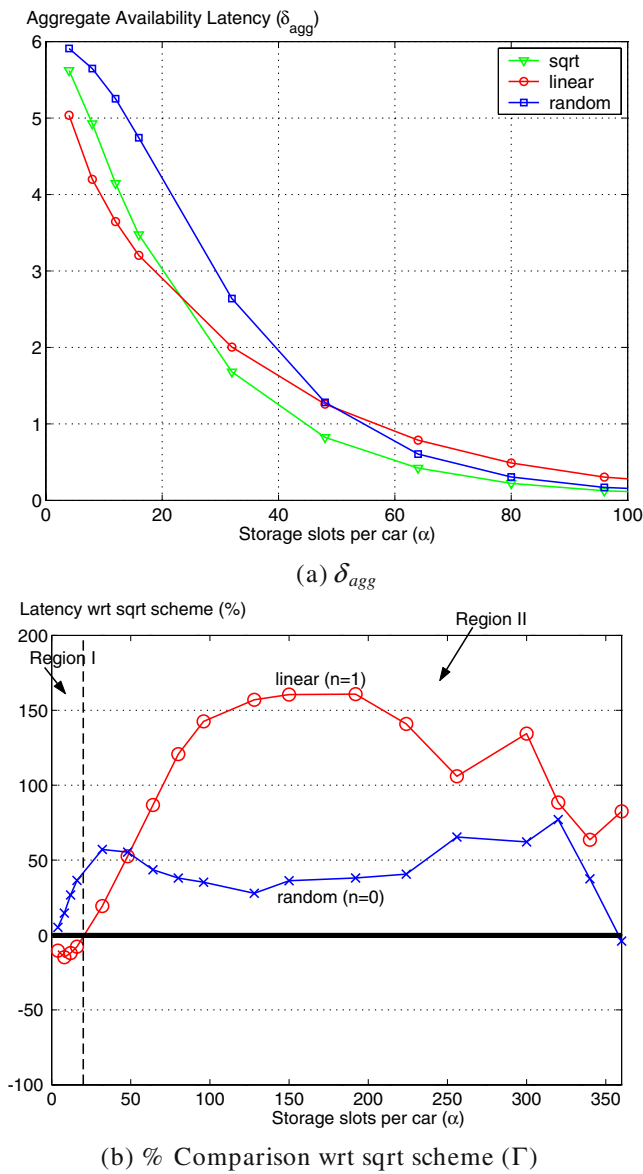 Aggregate Availability Latency (δagg)
6
5
4
3
2
1
0
sqrt
linear
random
0 20 40 60 80 100
Storage slots per car (α)
(a) δagg
Latency wrt sqrt scheme (%)
200
150
100
50
0
-50
-100
Region I
Region II
linear (n=1)
random (n=0)
0 50 100 150 200 250 300 350
Storage slots per car (α)
(b) % Comparison wrt sqrt scheme (Γ)